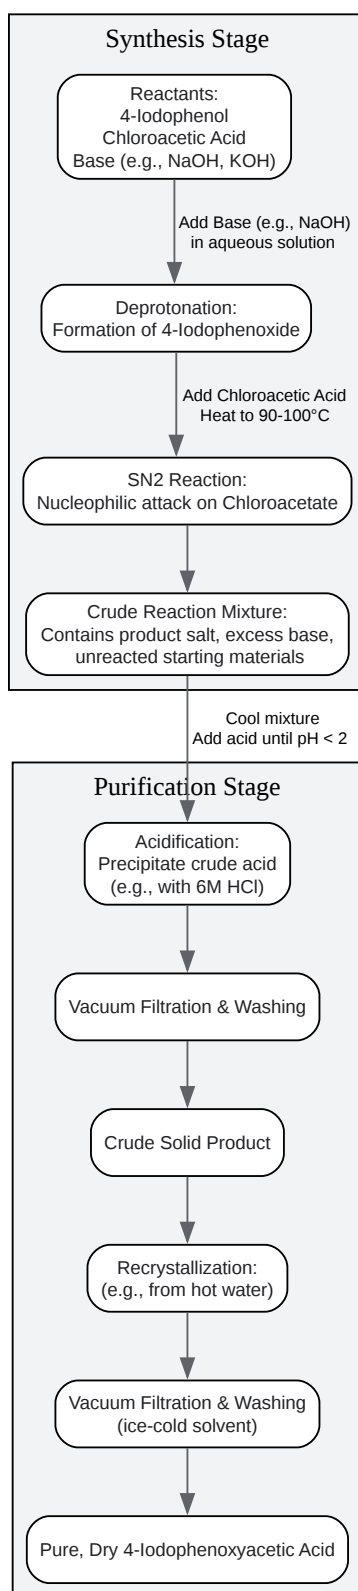 Synthesis Stage
Reactants:
4-Iodophenol
Chloroacetic Acid
Base (e.g., NaOH, KOH)
Add Base (e.g., NaOH)
in aqueous solution
Deprotonation:
Formation of 4-Iodophenoxide
Add Chloroacetic Acid
Heat to 90-100°C
SN2 Reaction:
Nucleophilic attack on Chloroacetate
Crude Reaction Mixture:
Contains product salt, excess base,
unreacted starting materials
Cool mixture
Add acid until pH < 2
Purification Stage
Acidification:
Precipitate crude acid
(e.g., with 6M HCl)
Vacuum Filtration & Washing
Crude Solid Product
Recrystallization:
(e.g., from hot water)
Vacuum Filtration & Washing
(ice-cold solvent)
Pure, Dry 4-Iodophenoxyacetic Acid